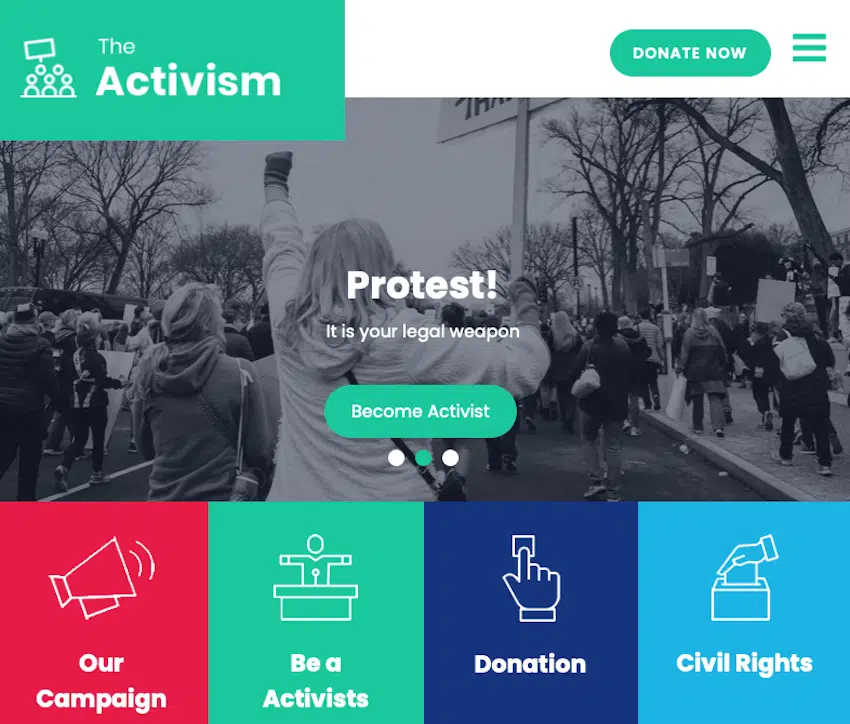 The
Activism
DONATE NOW
Protest!
It is your legal weapon
Become Activist
Our
Campaign
Be a
Activists
Donation
Civil Rights